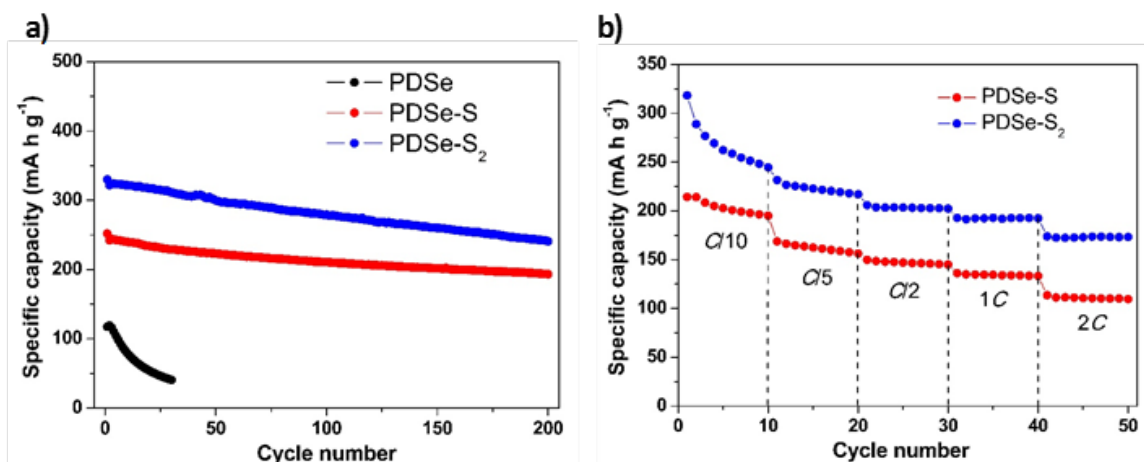 a)
Specific capacity (mA h g⁻¹)
500
400
300
200
100
0
PDSe
PDSe-S
PDSe-S₂
0
50
100
150
200
Cycle number
b)
Specific capacity (mA h g⁻¹)
350
300
250
200
150
100
50
0
PDSe-S
PDSe-S₂
C/10
C/5
C/2
1C
2C
0
10
20
30
40
50
Cycle number